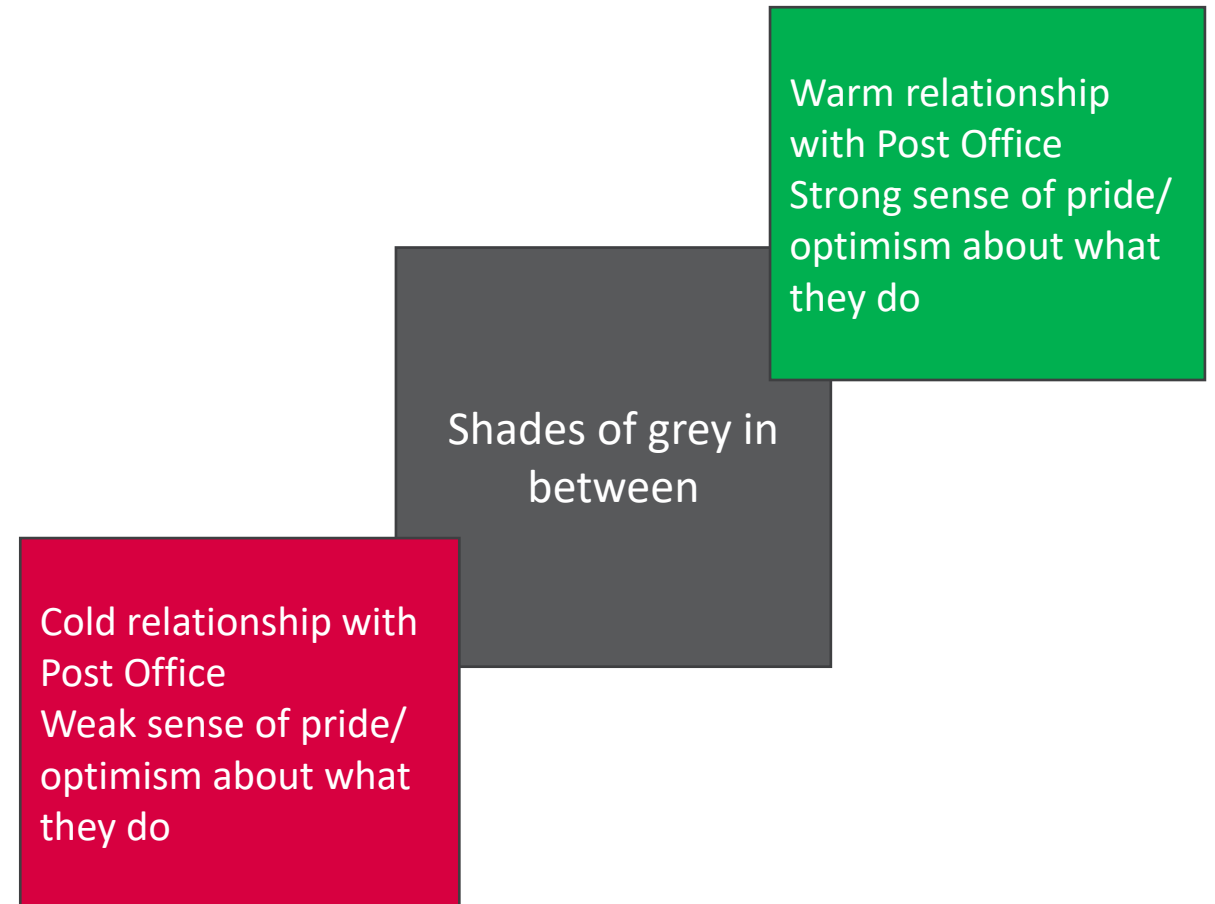 Warm relationship
with Post Office
Strong sense of pride/
optimism about what
they do
Shades of grey in
between
Cold relationship with
Post Office
Weak sense of pride/
optimism about what
they do